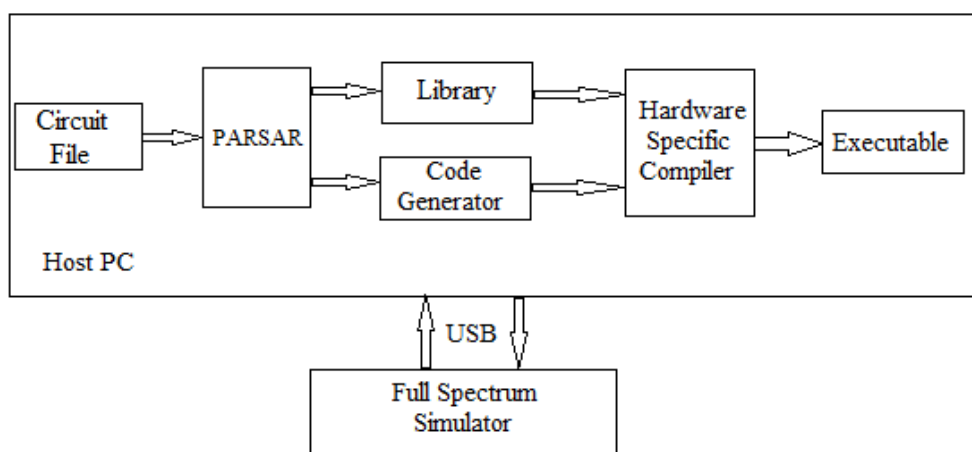 Circuit
File
PARSAR
Library
Code
Generator
Hardware
Specific
Compiler
Executable
Host PC
USB
Full Spectrum
Simulator